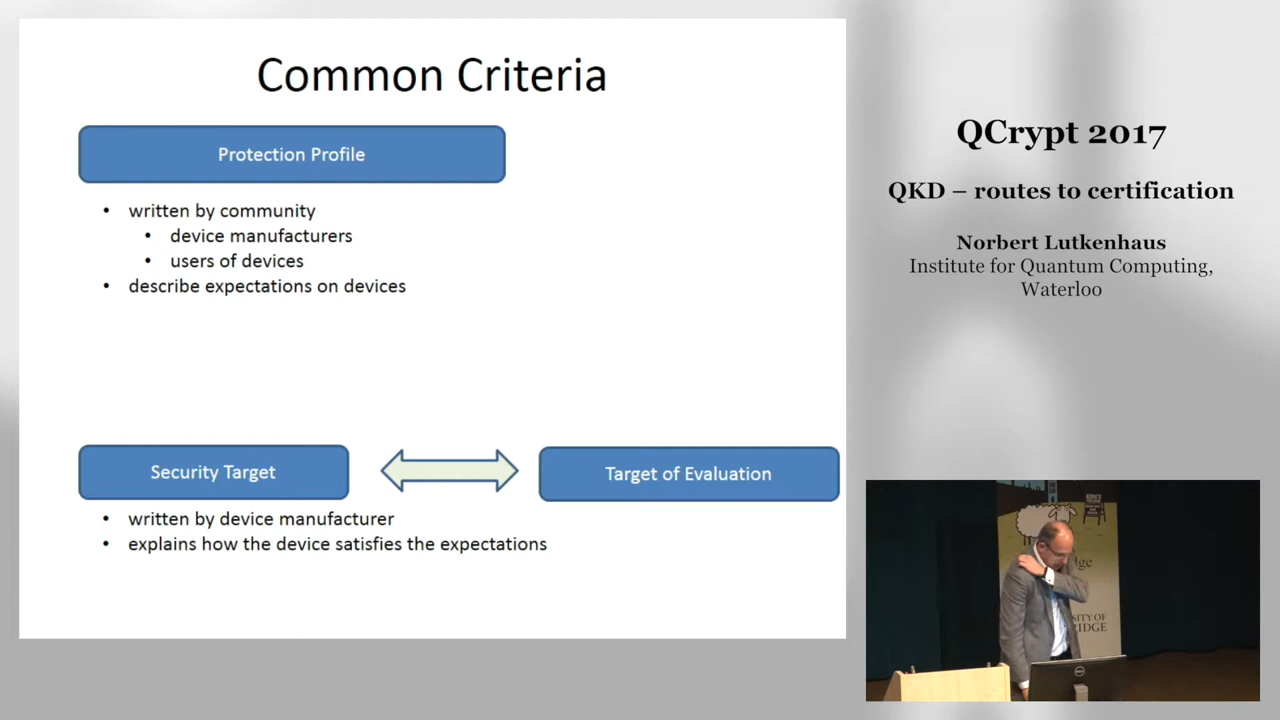 Common Criteria
Protection Profile
• written by community
• device manufacturers
• users of devices
• describe expectations on devices
Security Target
Target of Evaluation
• written by device manufacturer
• explains how the device satisfies the expectations
QCrypt 2017
QKD – routes to certification
Norbert Lutkenhaus
Institute for Quantum Computing,
Waterloo
DELL